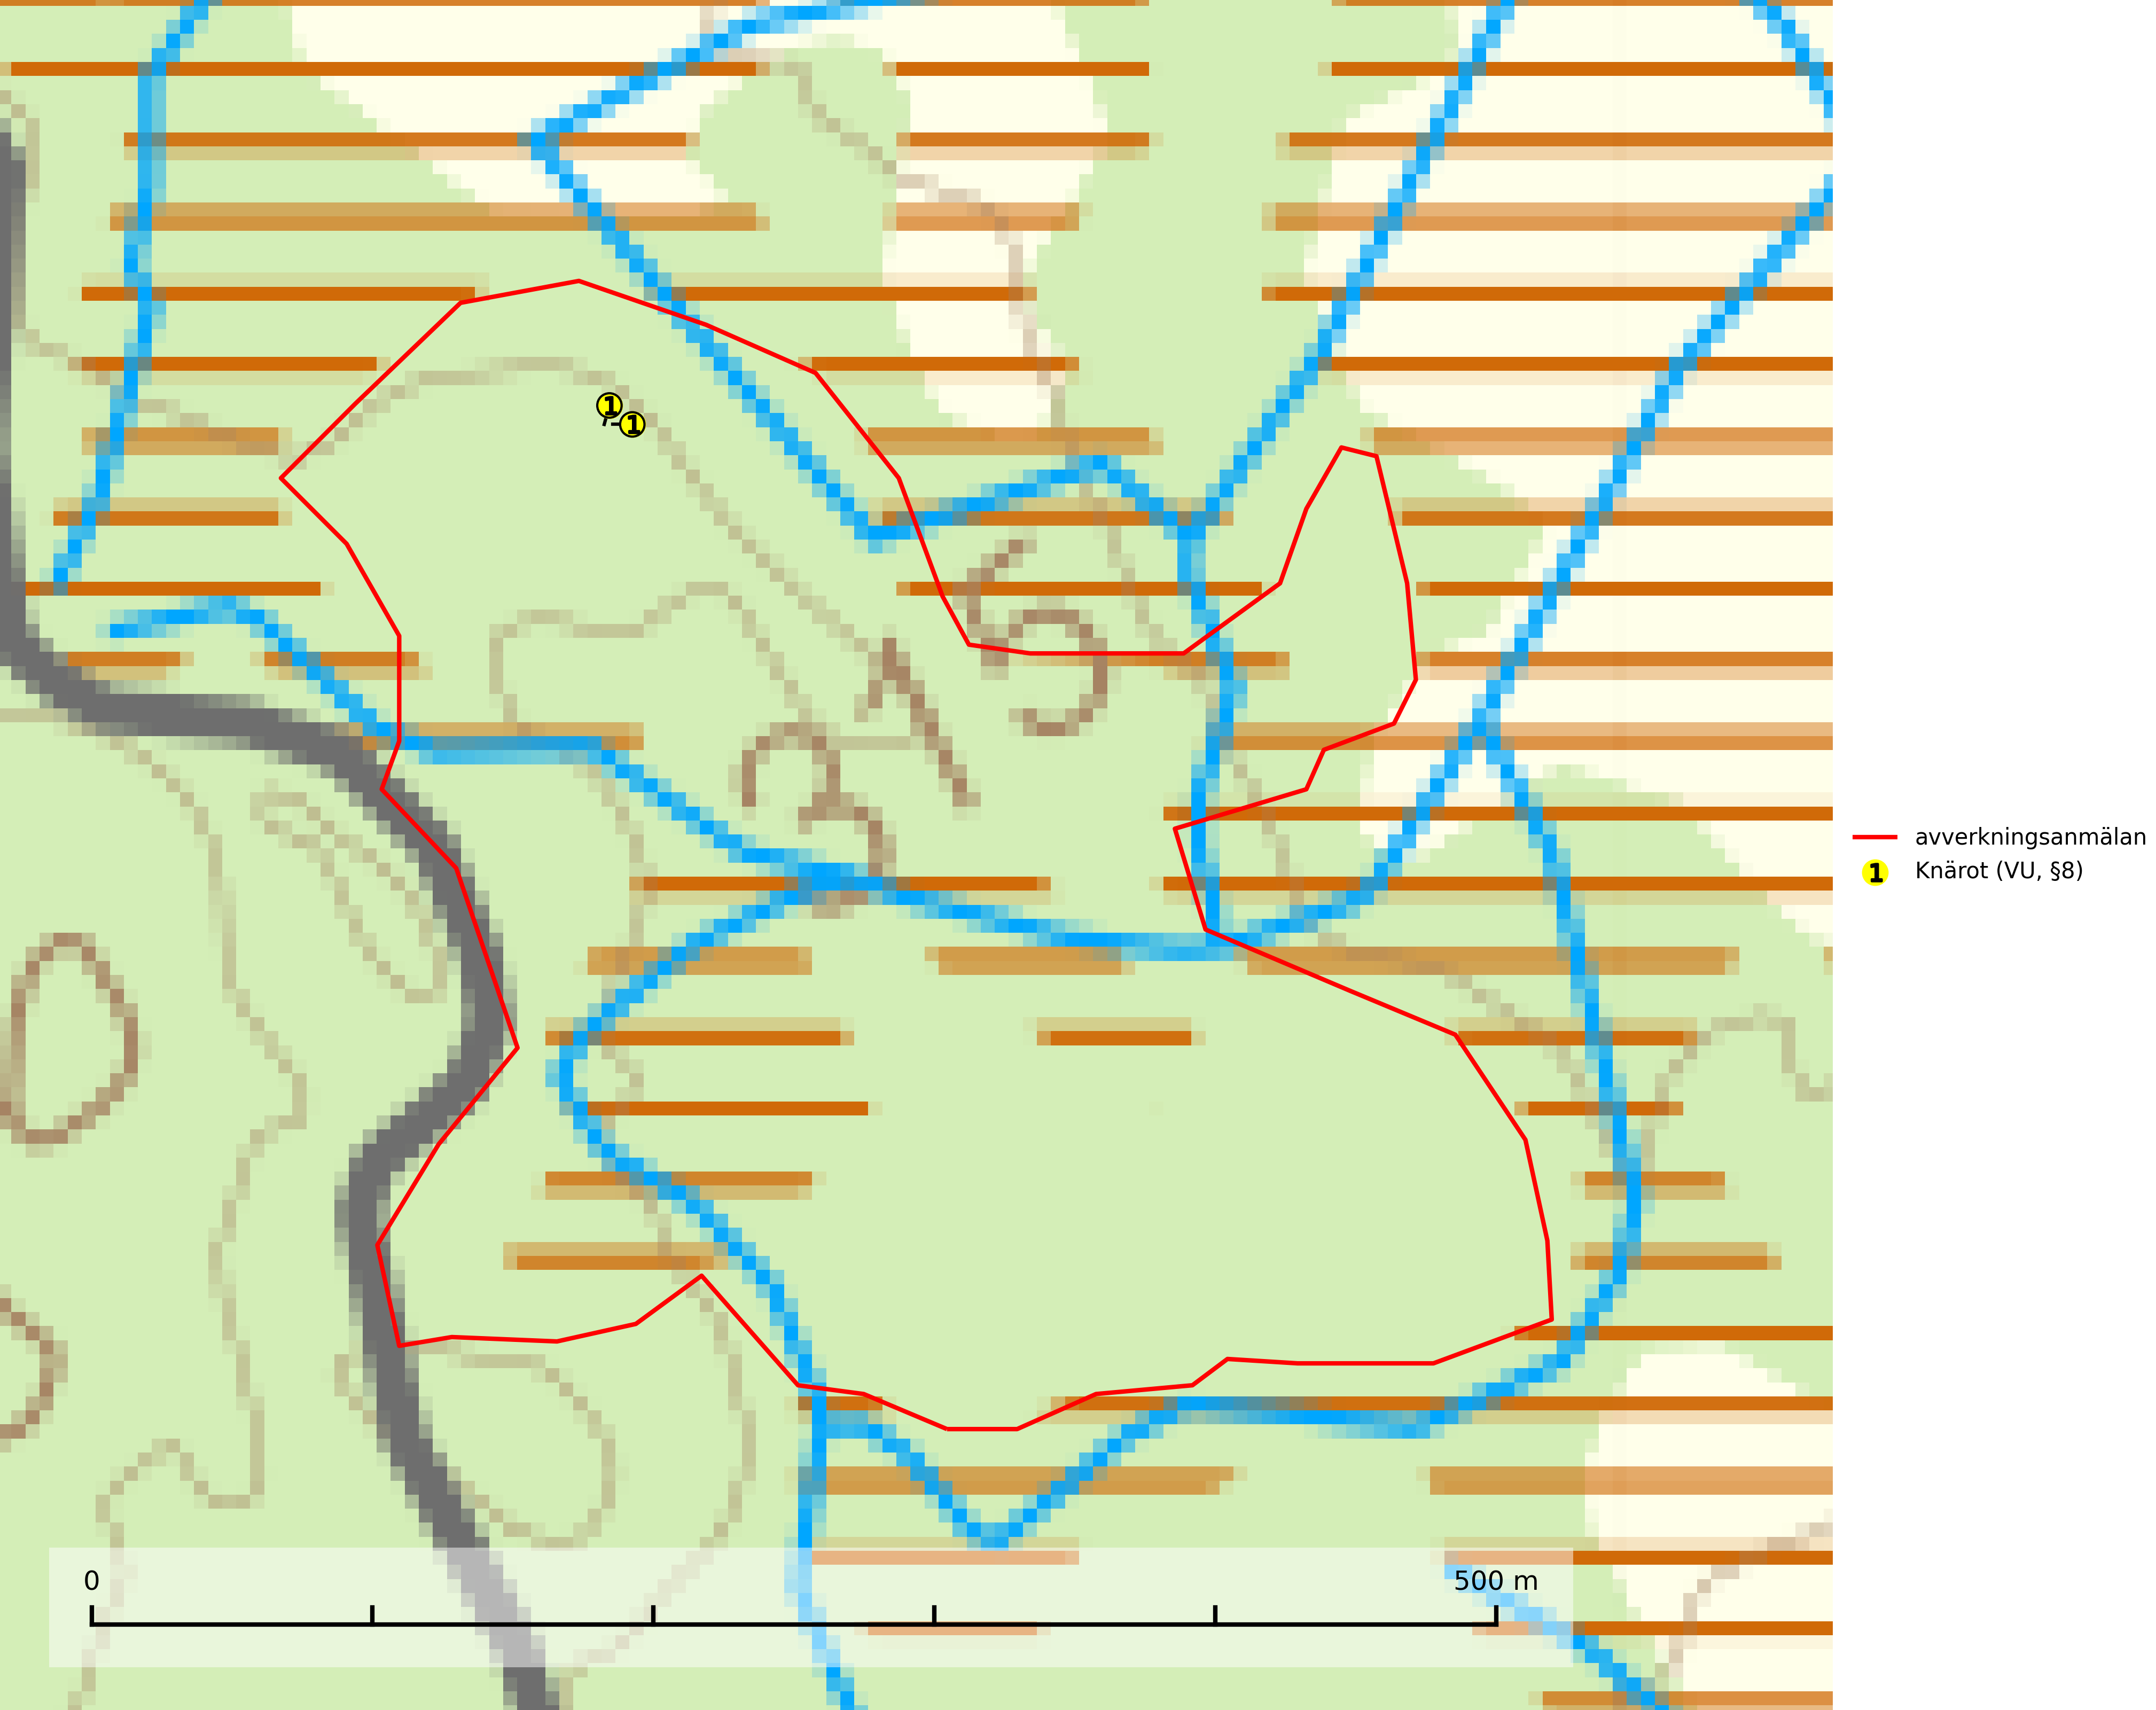 1
1
avverkningsanmälan
1 Knärot (VU, §8)
0 500 m